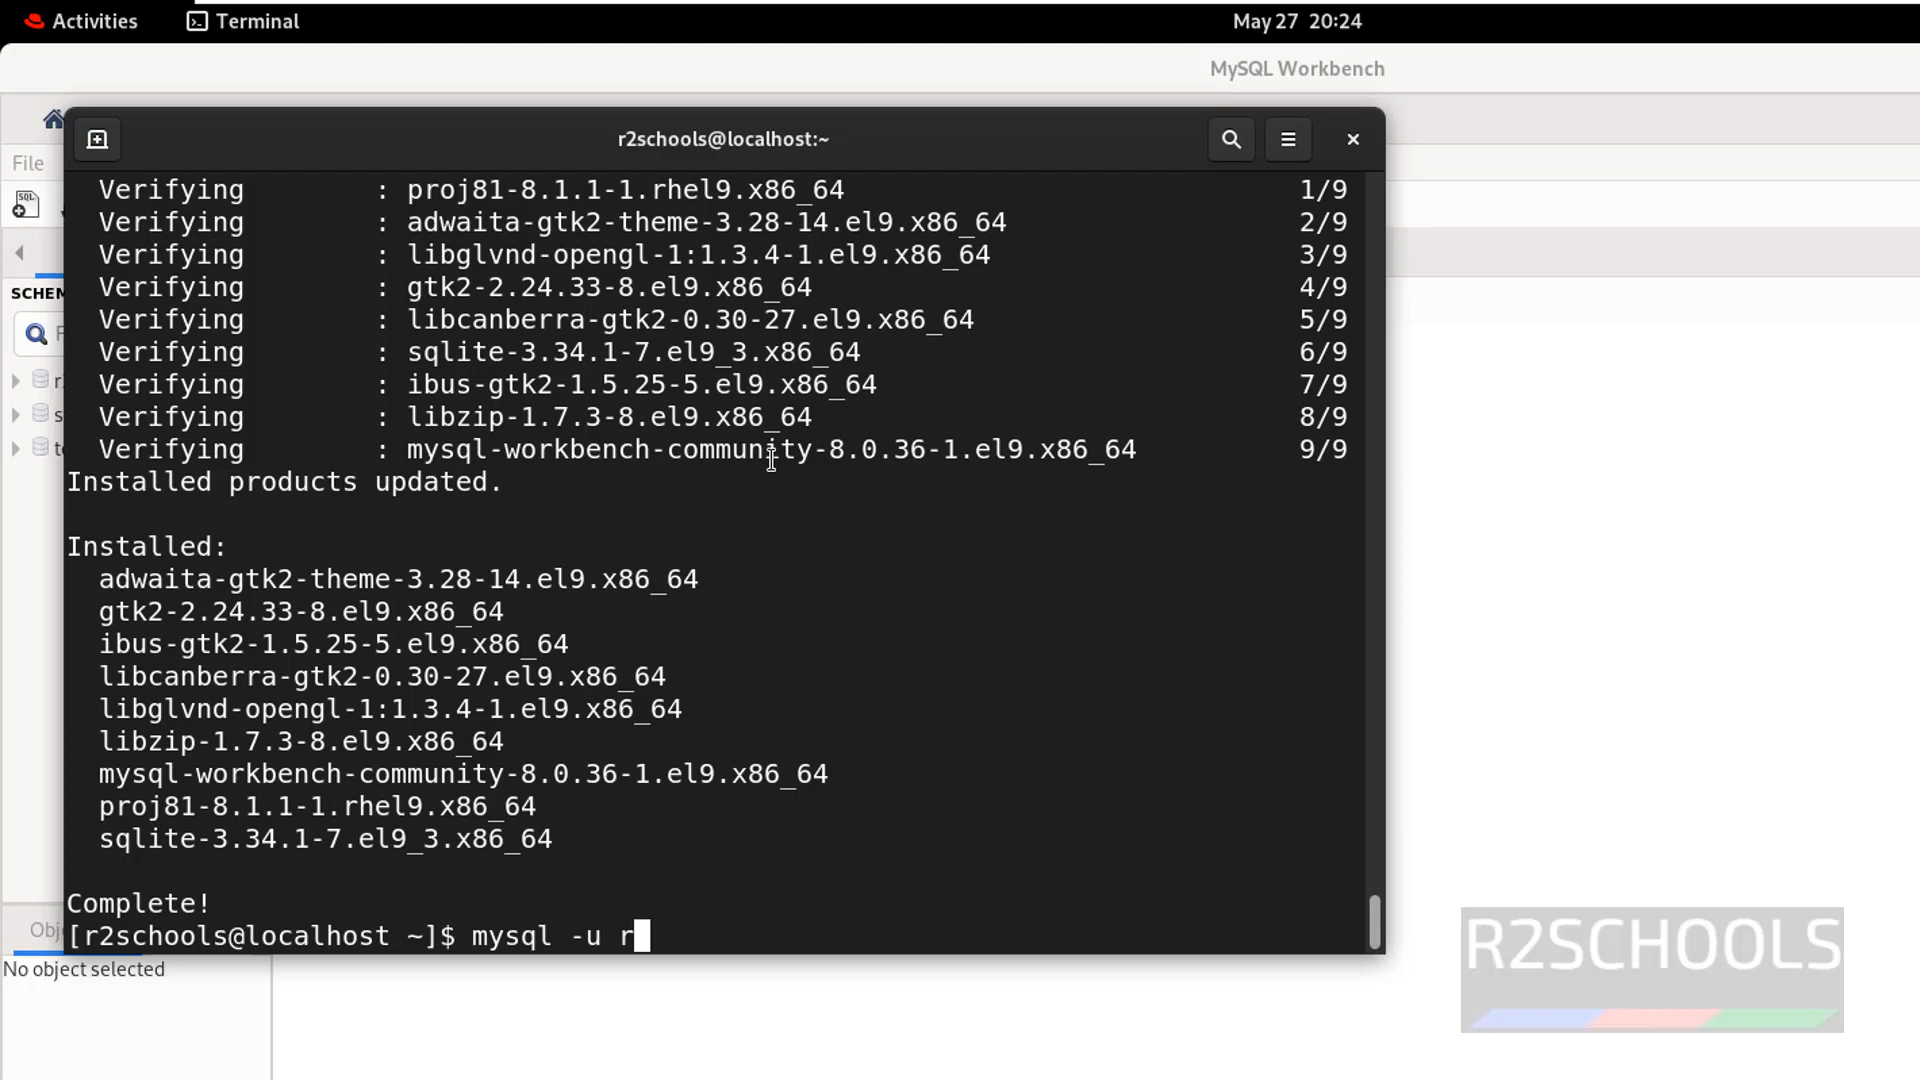 Activities
Terminal
May 27 20:24
MySQL Workbench
r2schools@localhost:~
File
SQL
Verifying : proj81-8.1.1-1.rhel9.x86_64 1/9
Verifying : adwaita-gtk2-theme-3.28-14.el9.x86_64 2/9
Verifying : libglvnd-opengl-1:1.3.4-1.el9.x86_64 3/9
Verifying : gtk2-2.24.33-8.el9.x86_64 4/9
Verifying : libcanberra-gtk2-0.30-27.el9.x86_64 5/9
Verifying : sqlite-3.34.1-7.el9_3.x86_64 6/9
Verifying : ibus-gtk2-1.5.25-5.el9.x86_64 7/9
Verifying : libzip-1.7.3-8.el9.x86_64 8/9
Verifying : mysql-workbench-community-8.0.36-1.el9.x86_64 9/9
Installed products updated.
Installed:
adwaita-gtk2-theme-3.28-14.el9.x86_64
gtk2-2.24.33-8.el9.x86_64
ibus-gtk2-1.5.25-5.el9.x86_64
libcanberra-gtk2-0.30-27.el9.x86_64
libglvnd-opengl-1:1.3.4-1.el9.x86_64
libzip-1.7.3-8.el9.x86_64
mysql-workbench-community-8.0.36-1.el9.x86_64
proj81-8.1.1-1.rhel9.x86_64
sqlite-3.34.1-7.el9_3.x86_64
Complete!
[r2schools@localhost ~]$ mysql -u r
No object selected
R2SCHOOLS